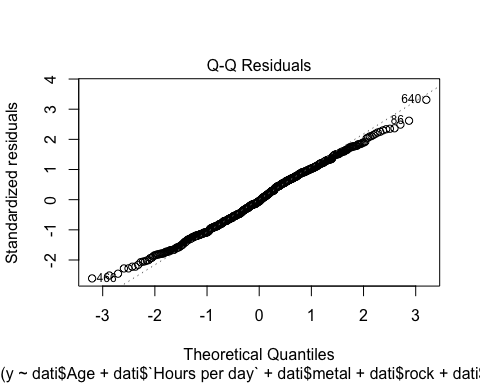 Q-Q Residuals
Standardized residuals
4
3
2
1
0
-1
-2
640
86
466
-3 -2 -1 0 1 2 3
Theoretical Quantiles
(y ~ dati$Age + dati$`Hours per day` + dati$metal + dati$rock + dati$